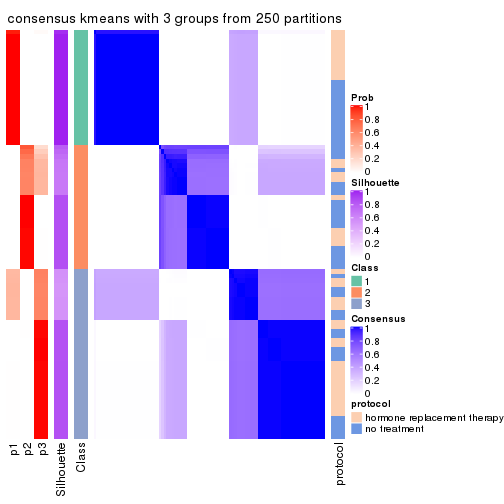 consensus kmeans with 3 groups from 250 partitions
Prob
1
0.8
0.6
0.4
0.2
0
Silhouette
1
0.8
0.6
0.4
0.2
0
Class
1
2
3
Consensus
1
0.8
0.6
0.4
0.2
0
protocol
hormone replacement therapy
no treatment
p1
p2
p3
Silhouette
Class
protocol